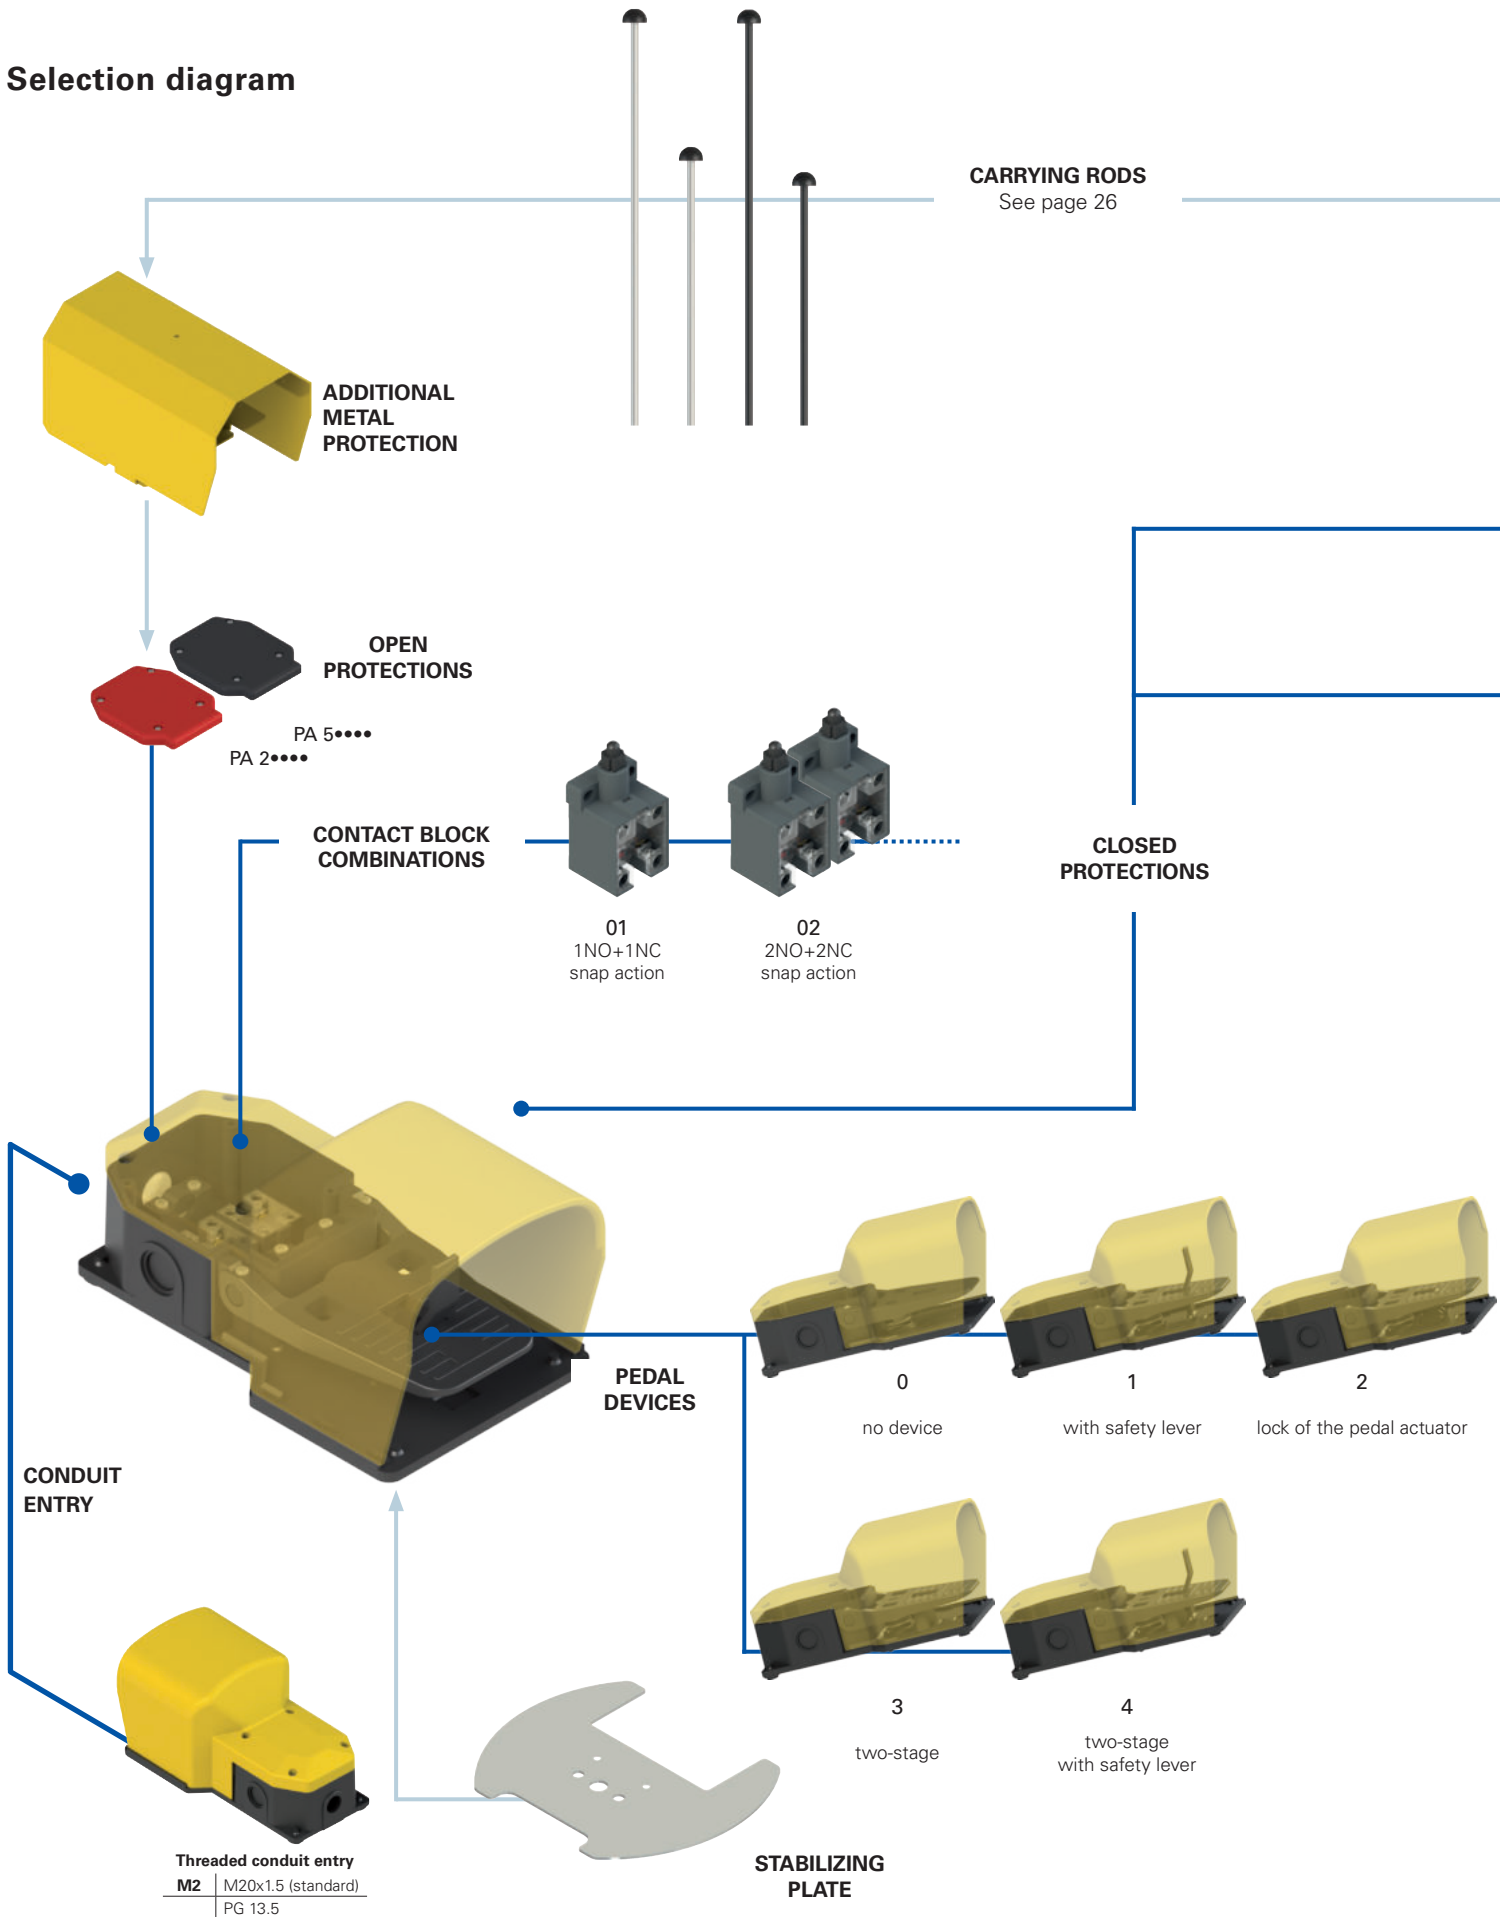 Selection diagram
CARRYING RODS
See page 26
ADDITIONAL
METAL
PROTECTION
OPEN
PROTECTIONS
PA 5••••
PA 2••••
CONTACT BLOCK
COMBINATIONS
01
1NO+1NC
snap action
02
2NO+2NC
snap action
CLOSED
PROTECTIONS
PEDAL
DEVICES
0
no device
1
with safety lever
2
lock of the pedal actuator
CONDUIT
ENTRY
3
two-stage
4
two-stage
with safety lever
Threaded conduit entry
M2 M20x1.5 (standard)
PG 13.5
STABILIZING
PLATE